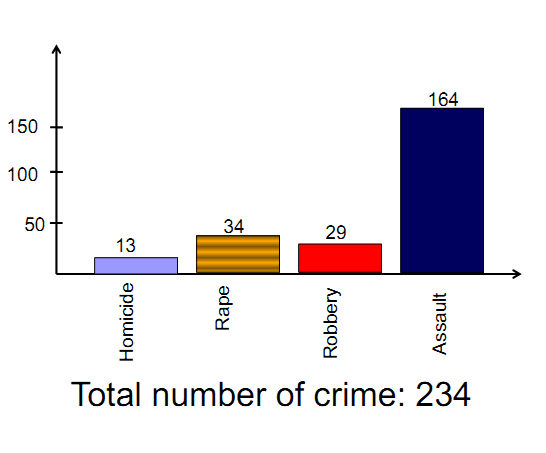 164
150
100
50
13
34
29
Homicide
Rape
Robbery
Assault
Total number of crime: 234